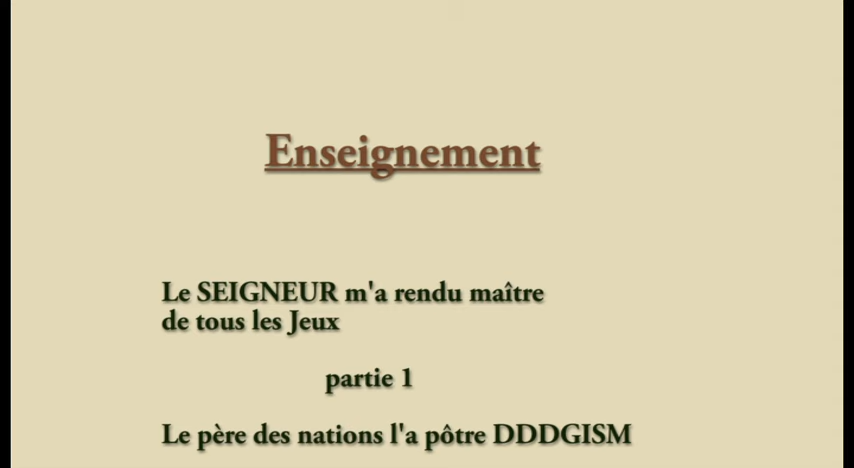 Enseignement
Le SEIGNEUR m'a rendu maître
de tous les Jeux
partie 1
Le père des nations l'a pôtre DDDGISM